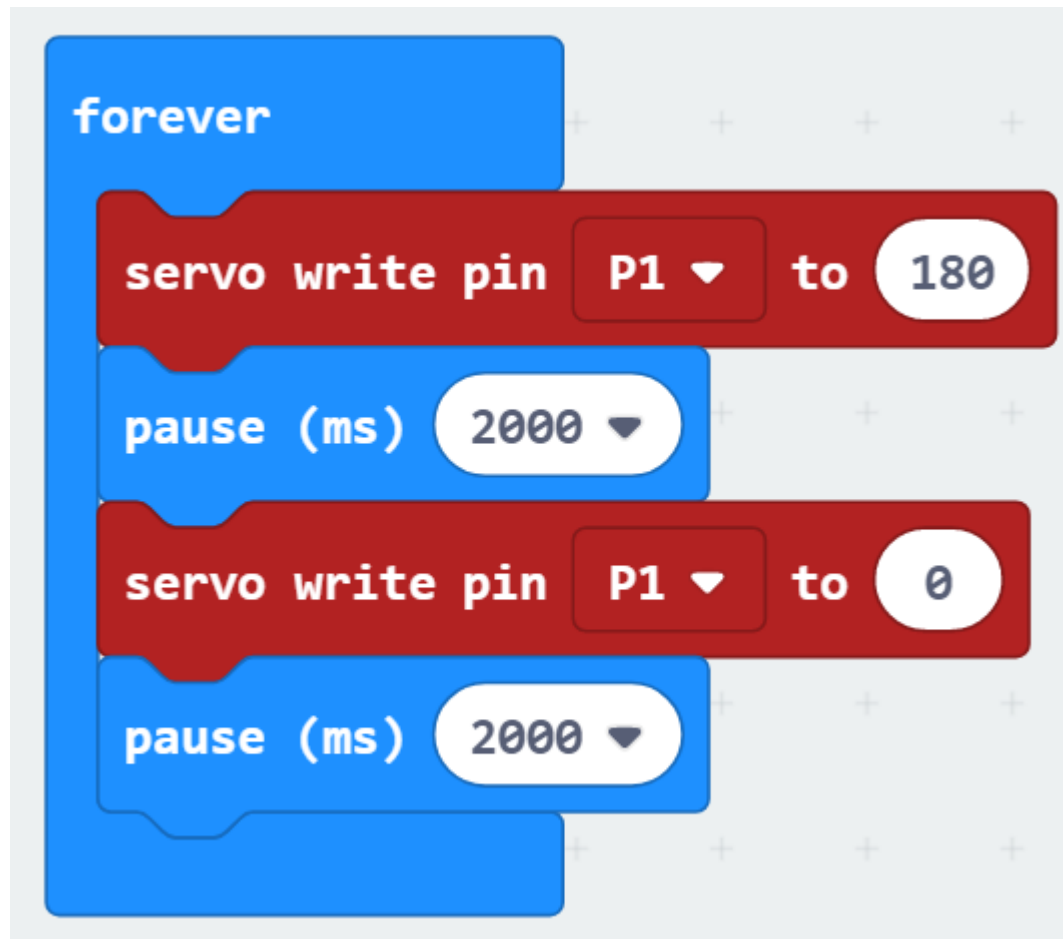 forever
servo write pin P1 to 180
pause (ms) 2000
servo write pin P1 to 0
pause (ms) 2000